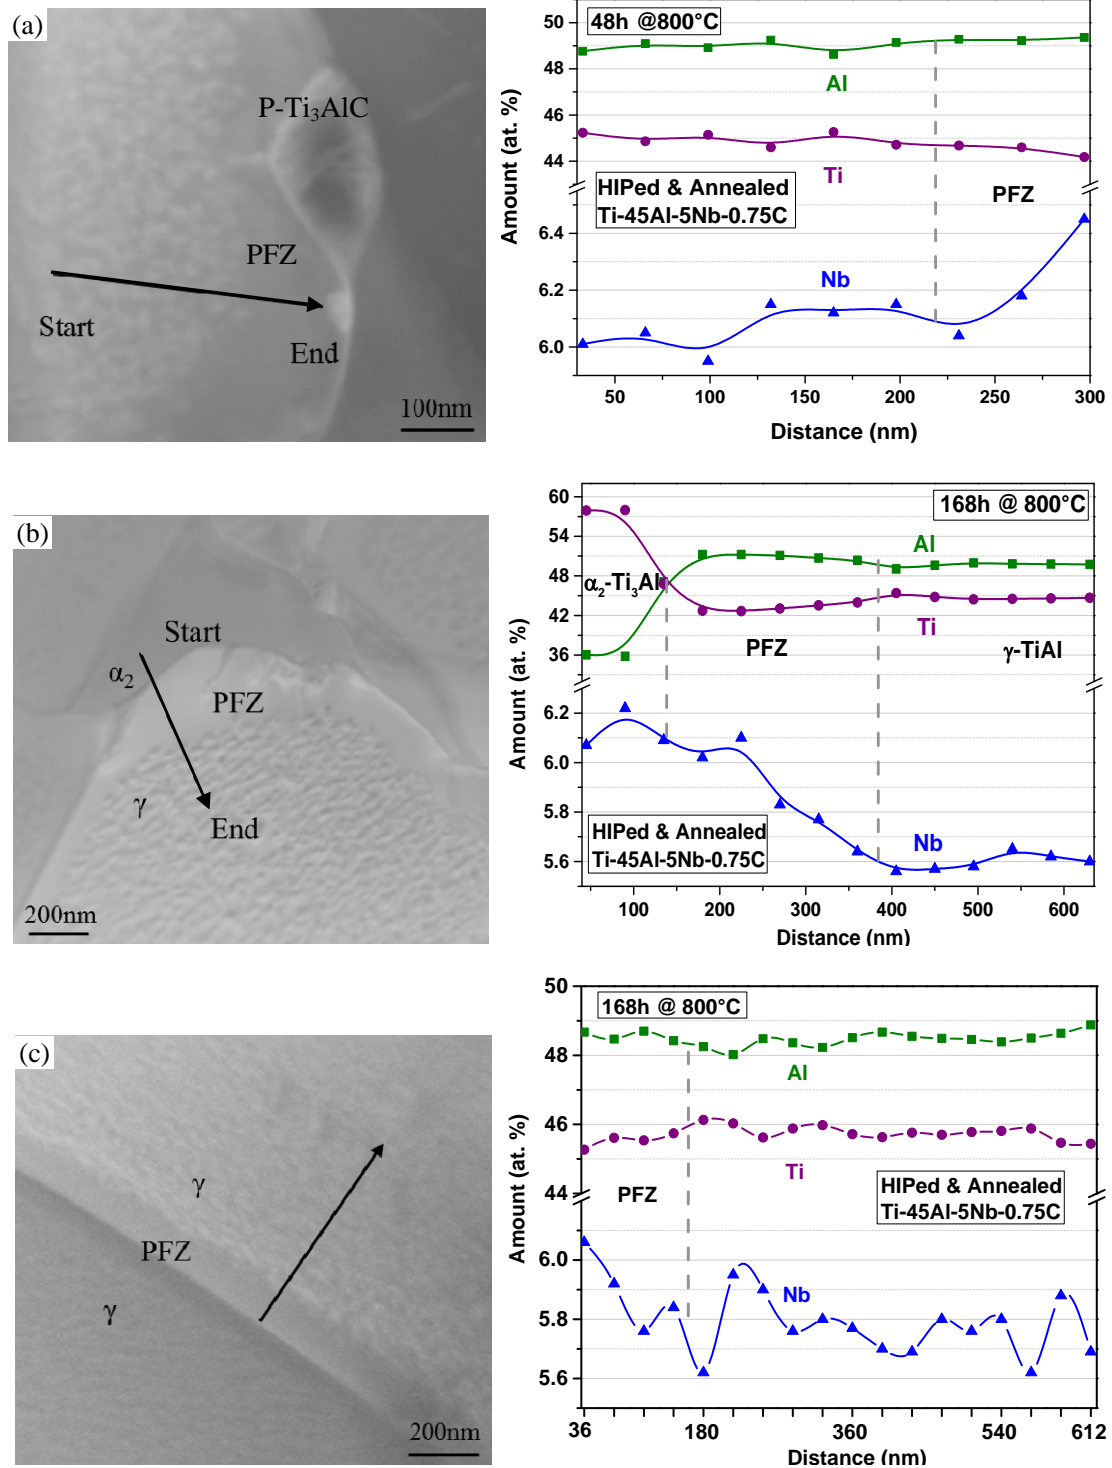 (a)
P-Ti₃AlC
PFZ
Start
End
100nm
48h @800°C
50
48
46
44
6.4
6.2
6.0
Amount (at. %)
Al
Ti
HIPed & Annealed
Ti-45Al-5Nb-0.75C
PFZ
Nb
50 100 150 200 250 300
Distance (nm)
(b)
Start
α₂
PFZ
γ
End
200nm
168h @ 800°C
60
54
48
42
36
6.2
6.0
5.8
5.6
Amount (at. %)
Al
α₂-Ti₃Al
Ti
PFZ
γ-TiAl
HIPed & Annealed
Ti-45Al-5Nb-0.75C
Nb
100 200 300 400 500 600
Distance (nm)
(c)
γ
PFZ
γ
200nm
168h @ 800°C
50
48
46
44
6.0
5.8
5.6
Amount (at. %)
Al
Ti
PFZ
HIPed & Annealed
Ti-45Al-5Nb-0.75C
Nb
36 180 360 540 612
Distance (nm)